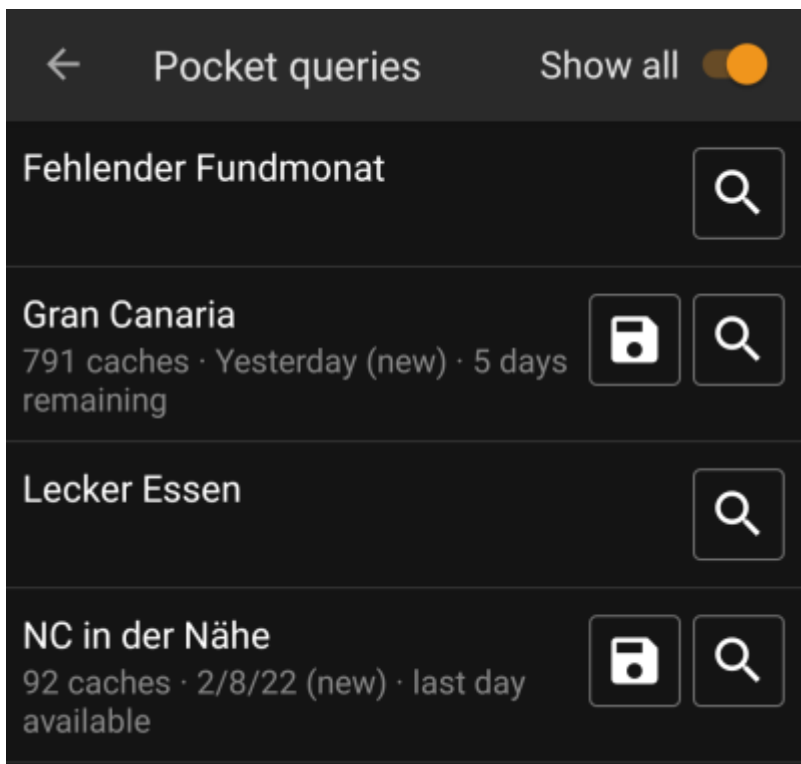 Pocket queries Show all
Fehlender Fundmonat
Gran Canaria
791 caches · Yesterday (new) · 5 days
remaining
Lecker Essen
NC in der Nähe
92 caches · 2/8/22 (new) · last day
available